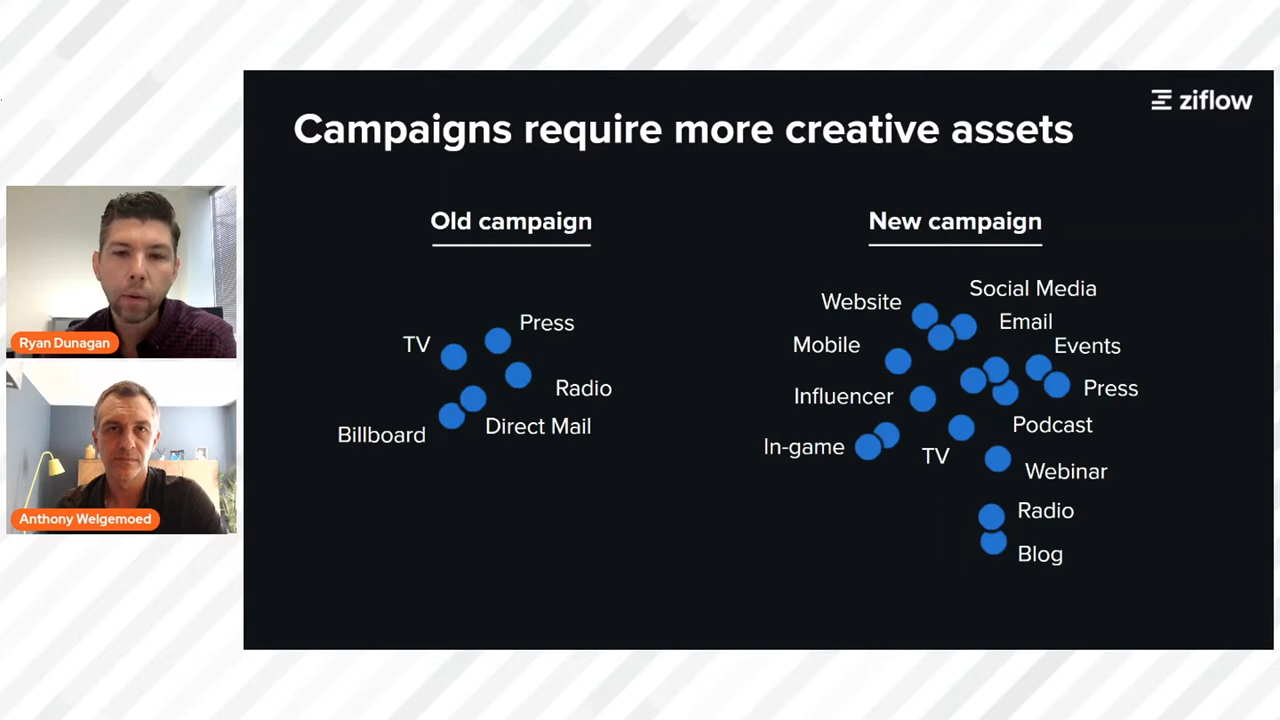 ziflow
Campaigns require more creative assets
Old campaign
New campaign
TV
Press
Radio
Direct Mail
Billboard
Website
Social Media
Email
Mobile
Events
Influencer
Press
In-game
TV
Podcast
Webinar
Radio
Blog
Ryan Dunagan
Anthony Welgemoed